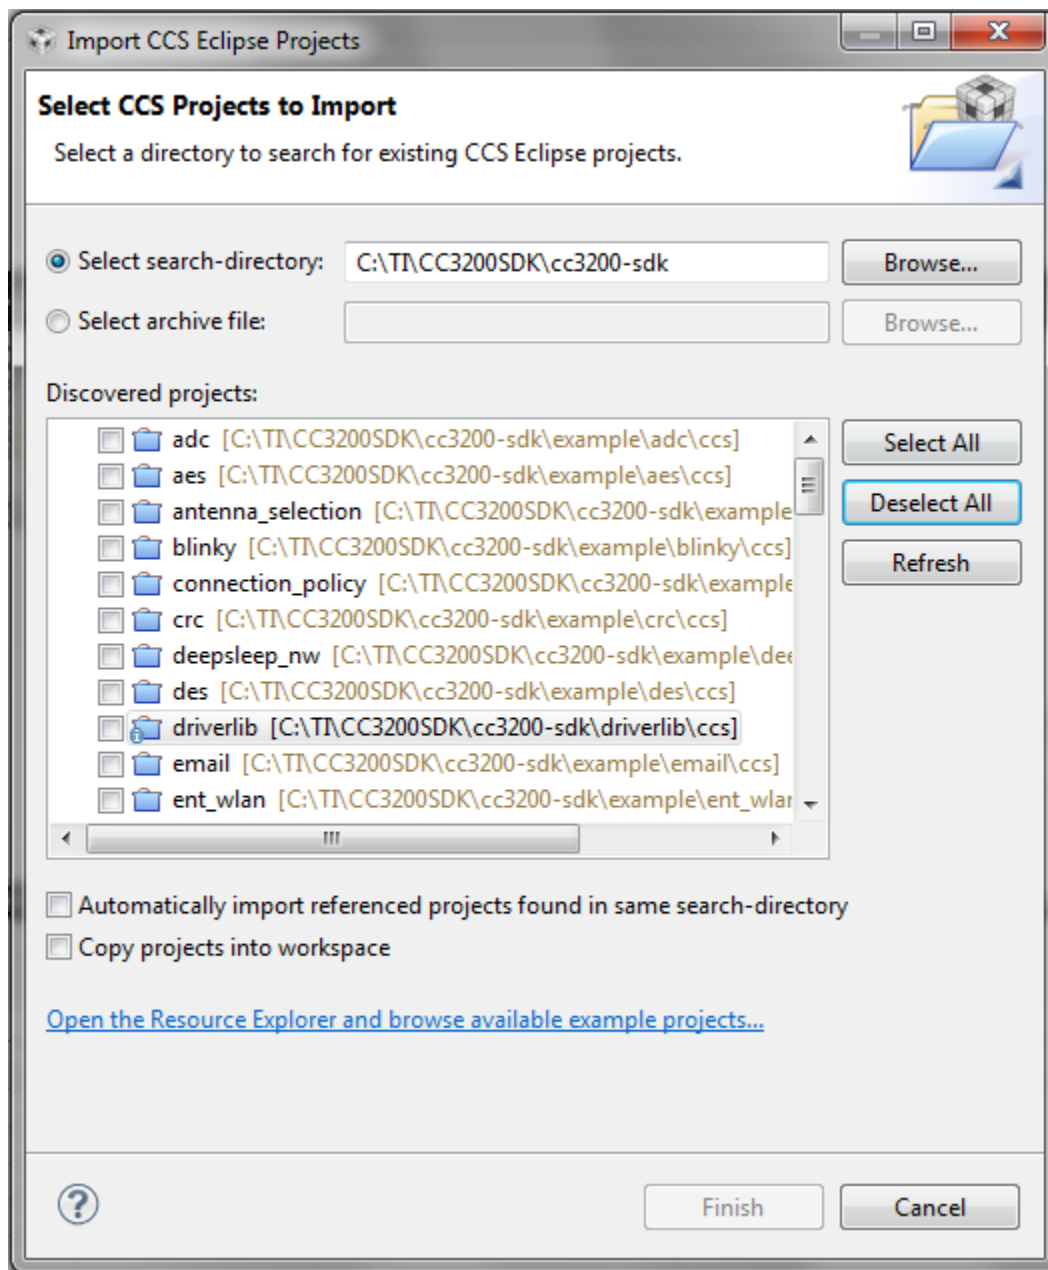 Import CCS Eclipse Projects
Select CCS Projects to Import
Select a directory to search for existing CCS Eclipse projects.
Select search-directory: C:\TI\CC3200SDK\cc3200-sdk Browse...
Select archive file: Browse...
Discovered projects:
adc [C:\TI\CC3200SDK\cc3200-sdk\example\adc\ccs]
Select All
aes [C:\TI\CC3200SDK\cc3200-sdk\example\aes\ccs]
antenna_selection [C:\TI\CC3200SDK\cc3200-sdk\example
Deselect All
blinky [C:\TI\CC3200SDK\cc3200-sdk\example\blinky\ccs]
Refresh
connection_policy [C:\TI\CC3200SDK\cc3200-sdk\example
crc [C:\TI\CC3200SDK\cc3200-sdk\example\crc\ccs]
deepsleep_nw [C:\TI\CC3200SDK\cc3200-sdk\example\dee
des [C:\TI\CC3200SDK\cc3200-sdk\example\des\ccs]
driverlib [C:\TI\CC3200SDK\cc3200-sdk\driverlib\ccs]
email [C:\TI\CC3200SDK\cc3200-sdk\example\email\ccs]
ent_wlan [C:\TI\CC3200SDK\cc3200-sdk\example\ent_wlar
Automatically import referenced projects found in same search-directory
Copy projects into workspace
Open the Resource Explorer and browse available example projects...
? Finish Cancel